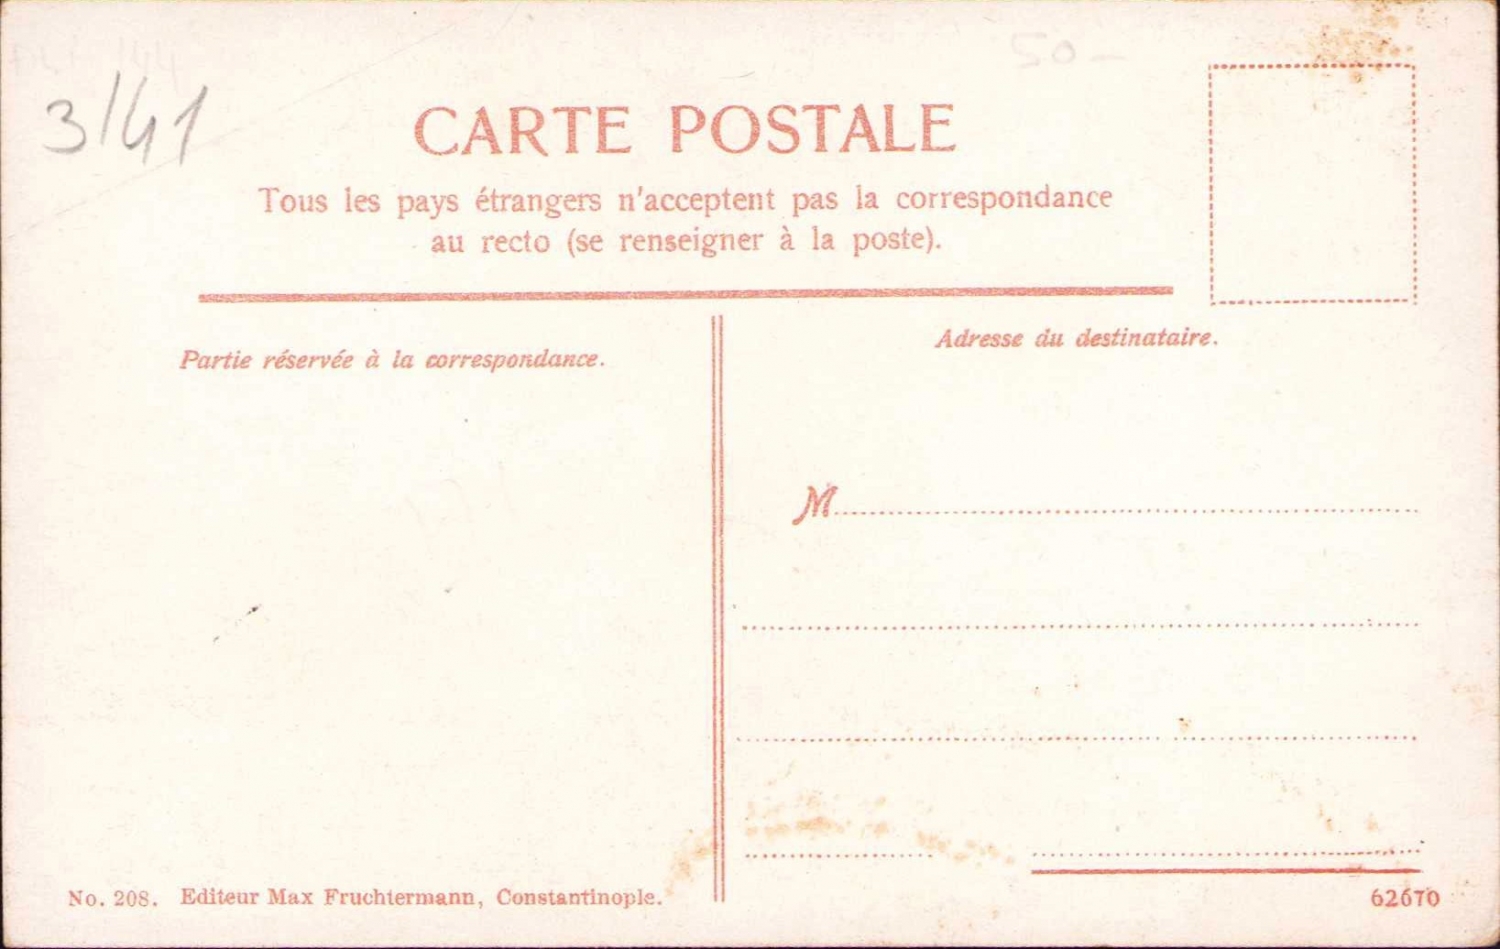 3/41
50-
CARTE POSTALE
Tous les pays étrangers n'acceptent pas la correspondance
au recto (se renseigner à la poste).
Partie réservée à la correspondance.
Adresse du destinataire.
M
No. 208. Editeur Max Fruchtermann, Constantinople.
62670